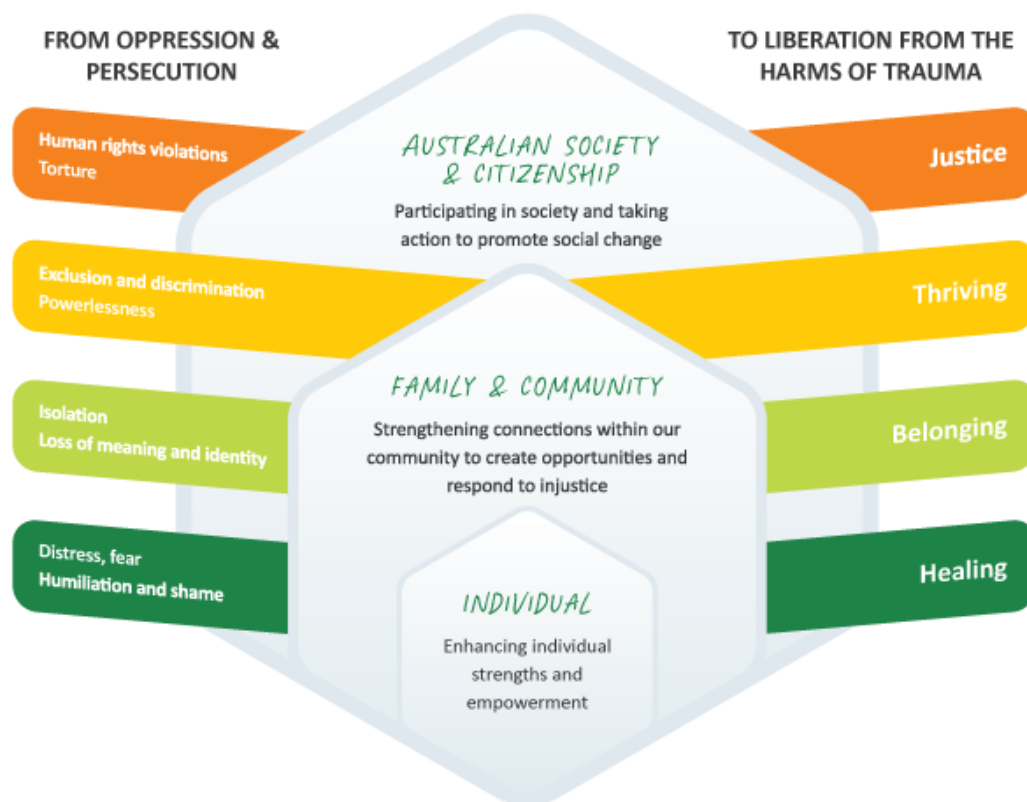 FROM OPPRESSION &
PERSECUTION
TO LIBERATION FROM THE
HARMS OF TRAUMA
Human rights violations
Torture
AUSTRALIAN SOCIETY
& CITIZENSHIP
Participating in society and taking
action to promote social change
Justice
Exclusion and discrimination
Powerlessness
Thriving
FAMILY & COMMUNITY
Strengthening connections within our
community to create opportunities and
respond to injustice
Isolation
Loss of meaning and identity
Belonging
Distress, fear
Humiliation and shame
INDIVIDUAL
Enhancing individual
strengths and
empowerment
Healing